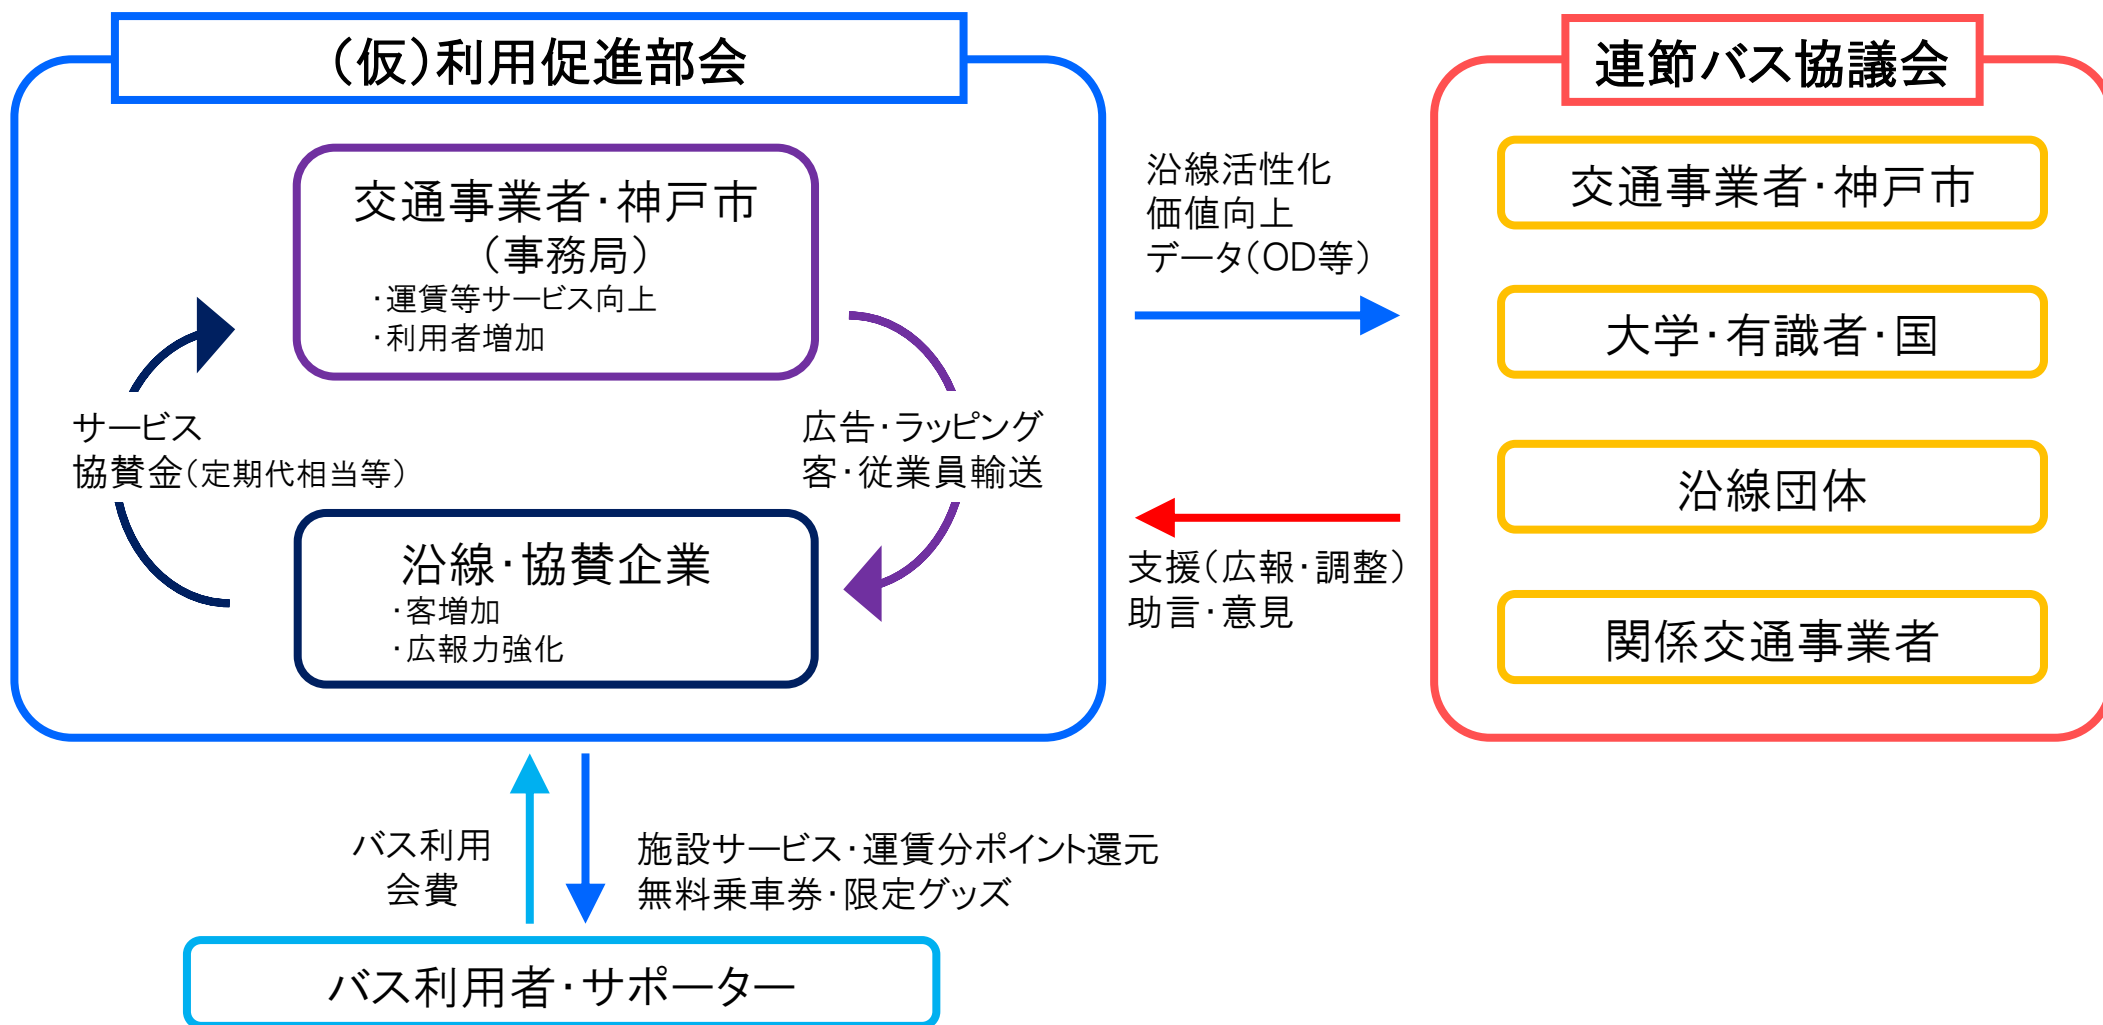 （仮）利用促進部会
交通事業者・神戸市
（事務局）
・運賃等サービス向上
・利用者増加
サービス
協賛金（定期代相当等）
広告・ラッピング
客・従業員輸送
沿線・協賛企業
・客増加
・広報力強化
沿線活性化
価値向上
データ（OD等）
支援（広報・調整）
助言・意見
連節バス協議会
交通事業者・神戸市
大学・有識者・国
沿線団体
関係交通事業者
バス利用
会費
施設サービス・運賃分ポイント還元
無料乗車券・限定グッズ
バス利用者・サポーター